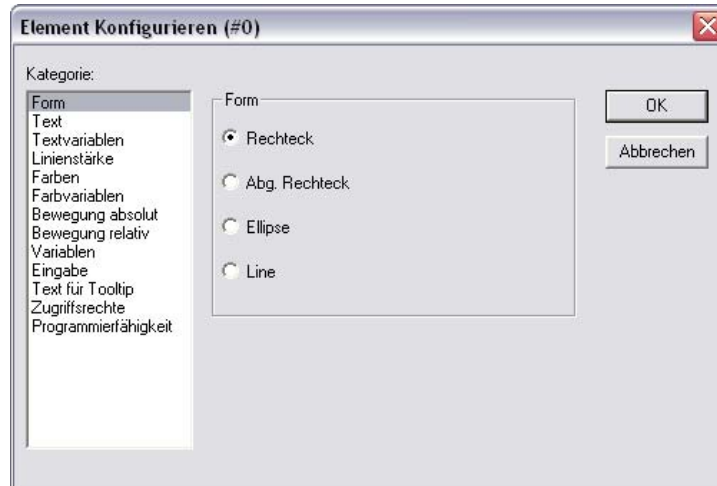 Element Konfigurieren (#0)
Kategorie:
Form
Text
Textvariablen
Linienstärke
Farben
Farbvariablen
Bewegung absolut
Bewegung relativ
Variablen
Eingabe
Text für Tooltip
Zugriffsrechte
Programmierfähigkeit
Form
Rechteck
Abg. Rechteck
Ellipse
Line
OK
Abbrechen